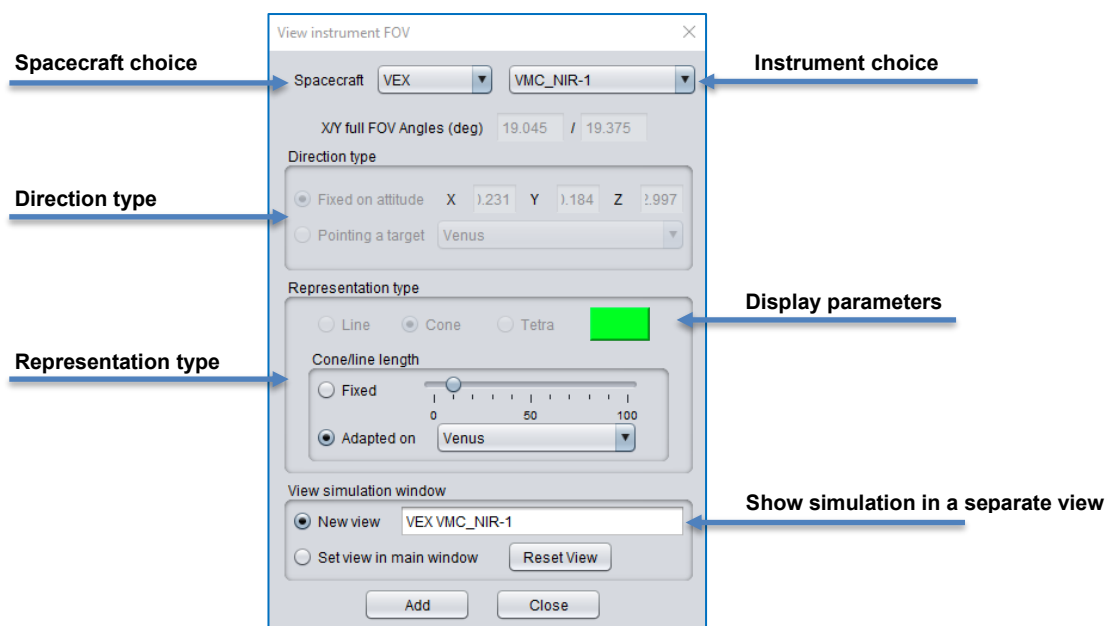 View instrument FOV
Spacecraft choice
Instrument choice
Spacecraft VEX VMC_NIR-1
X/Y full FOV Angles (deg) 19.045 / 19.375
Direction type
Direction type
Fixed on attitude X .231 Y .184 Z .997
Pointing a target Venus
Representation type
Display parameters
Line Cone Tetra
Representation type
Cone/line length
Fixed
0 50 100
Adapted on Venus
View simulation window
Show simulation in a separate view
New view VEX VMC_NIR-1
Set view in main window Reset View
Add Close